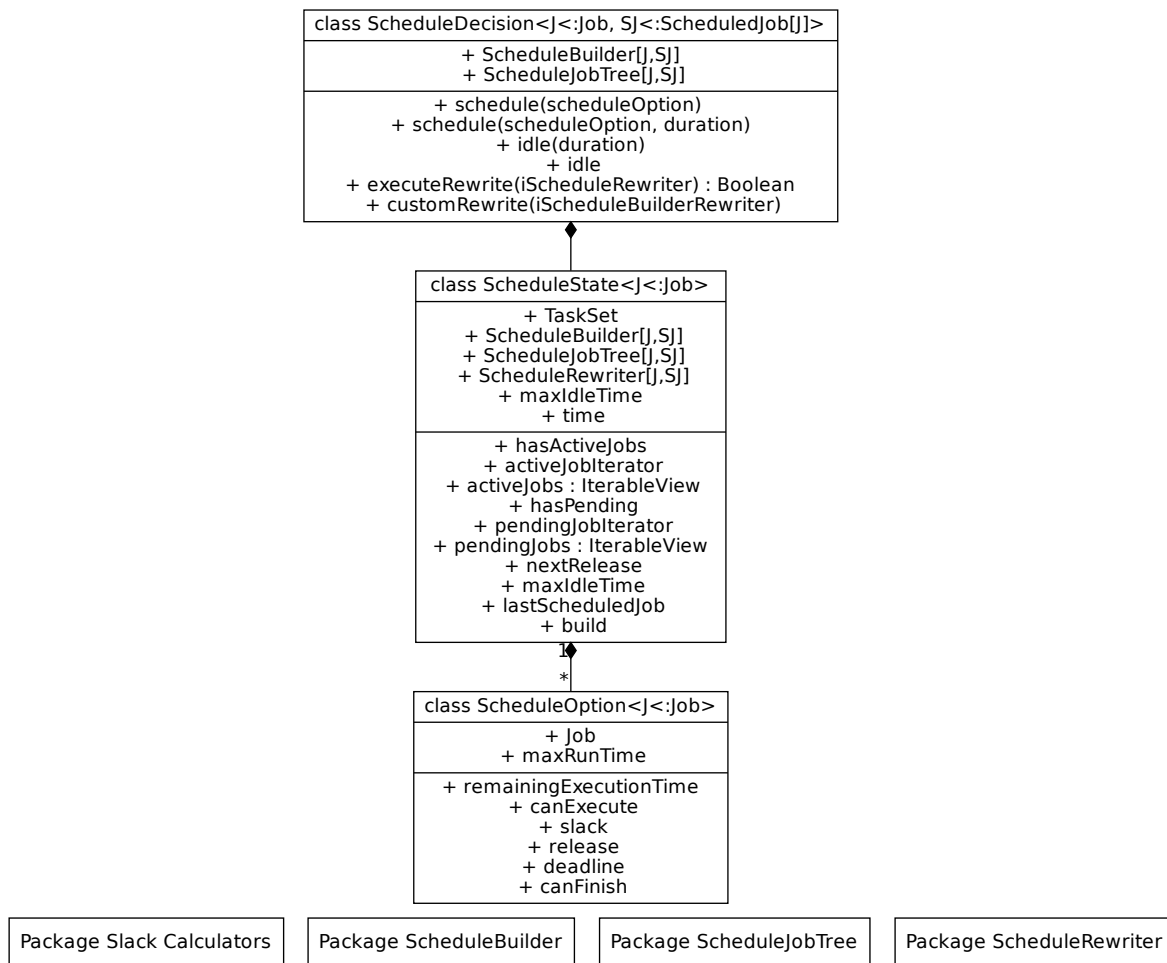 class ScheduleDecision<J<:Job, SJ<:ScheduledJob[J]>
+ ScheduleBuilder[J,SJ]
+ ScheduleJobTree[J,SJ]
+ schedule(scheduleOption)
+ schedule(scheduleOption, duration)
+ idle(duration)
+ idle
+ executeRewrite(iScheduleRewriter) : Boolean
+ customRewrite(iScheduleBuilderRewriter)
class ScheduleState<J<:Job>
+ TaskSet
+ ScheduleBuilder[J,SJ]
+ ScheduleJobTree[J,SJ]
+ ScheduleRewriter[J,SJ]
+ maxIdleTime
+ time
+ hasActiveJobs
+ activeJobIterator
+ activeJobs : IterableView
+ hasPending
+ pendingJobIterator
+ pendingJobs : IterableView
+ nextRelease
+ maxIdleTime
+ lastScheduledJob
+ build
1
*
class ScheduleOption<J<:Job>
+ Job
+ maxRunTime
+ remainingExecutionTime
+ canExecute
+ slack
+ release
+ deadline
+ canFinish
Package Slack Calculators
Package ScheduleBuilder
Package ScheduleJobTree
Package ScheduleRewriter